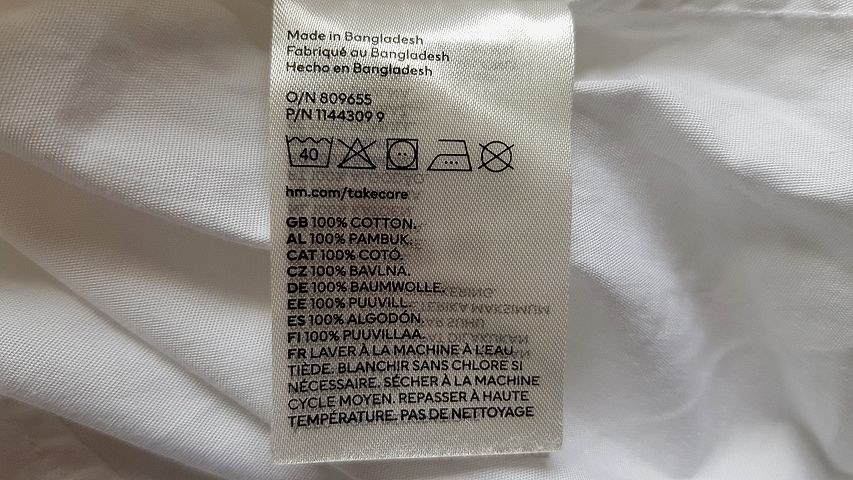 Made in Bangladesh
Fabriqué au Bangladesh
Hecho en Bangladesh
O/N 809655
P/N 1144309 9
40
hm.com/takecare
GB 100% COTTON.
AL 100% PAMBUK.
CAT 100% COTÓ.
CZ 100% BAVLNA.
DE 100% BAUMWOLLE.
EE 100% PUUVILL.
ES 100% ALGODÓN.
FI 100% PUUVILLAA.
FR LAVER À LA MACHINE À L'EAU
TIÈDE. BLANCHIR SANS CHLORE SI
NÉCESSAIRE. SÉCHER À LA MACHINE
CYCLE MOYEN. REPASSER À HAUTE
TEMPÉRATURE. PAS DE NETTOYAGE